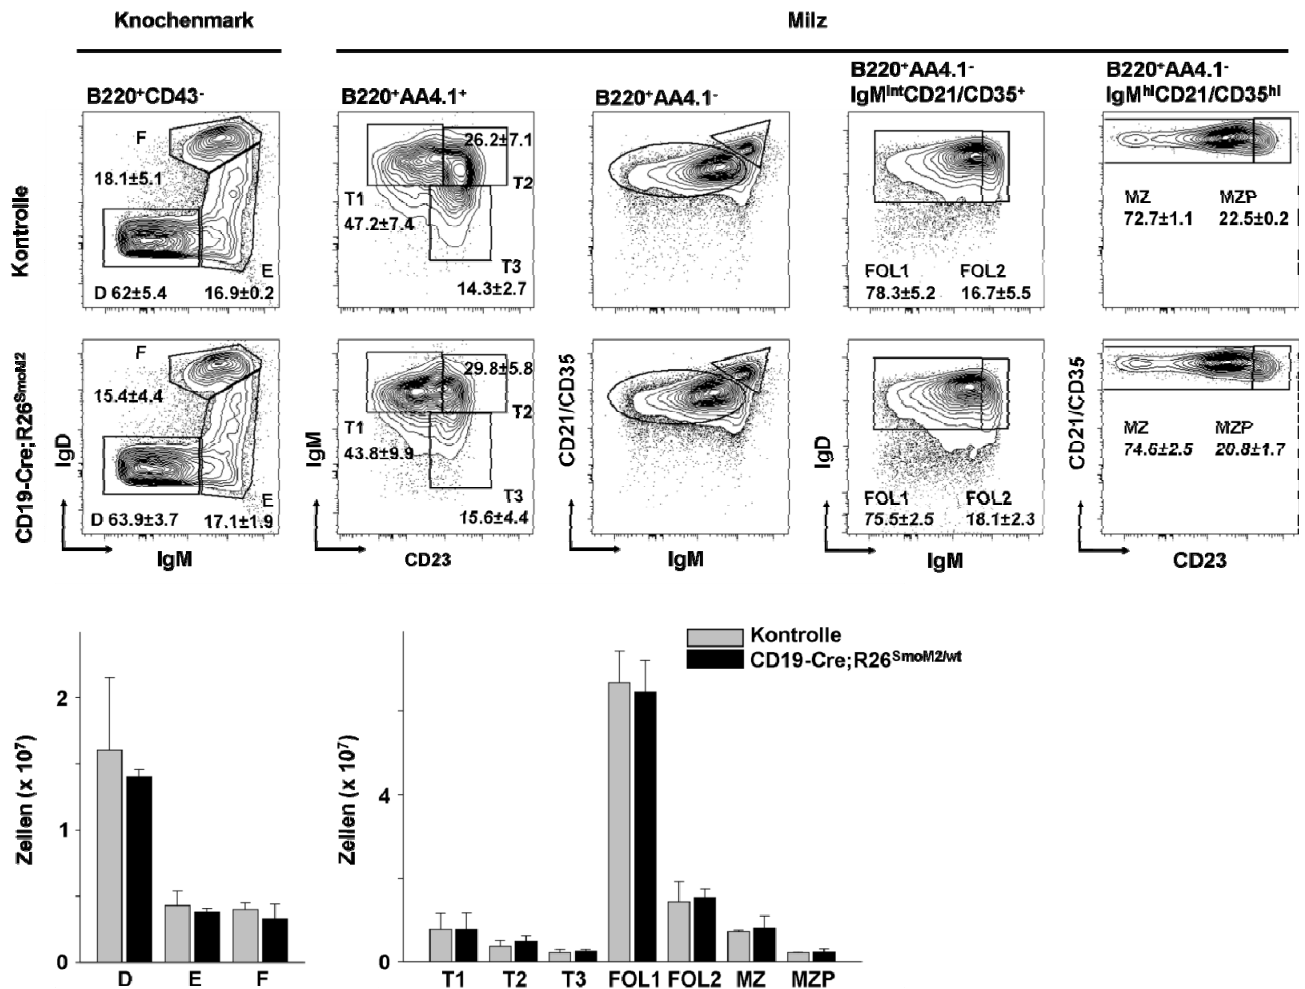 Knochenmark
Milz
B220⁺CD43⁻
B220⁺AA4.1⁺
B220⁺AA4.1⁻
B220⁺AA4.1⁻
IgMⁱⁿᵗCD21/CD35⁺
B220⁺AA4.1⁻
IgMʰⁱCD21/CD35ʰⁱ
Kontrolle
F
18.1±5.1
E
D 62±5.4
16.9±0.2
26.2±7.1
T1
T2
47.2±7.4
T3
14.3±2.7
FOL1
FOL2
78.3±5.2
16.7±5.5
MZ
MZP
72.7±1.1
22.5±0.2
CD19-Cre;R26ˢᵐᵒᴹ²
F
15.4±4.4
E
D 63.9±3.7
17.1±1.9
IgD
IgM
29.8±5.8
T1
T2
43.8±9.9
T3
15.6±4.4
IgM
CD23
CD21/CD35
IgM
FOL1
FOL2
75.5±2.5
18.1±2.3
IgD
IgM
MZ
MZP
74.6±2.5
20.8±1.7
CD21/CD35
CD23
Kontrolle
CD19-Cre;R26ˢᵐᵒᴹ²/ʷᵗ
Zellen (x 10⁷)
2
1
0
D
E
F
Zellen (x 10⁷)
4
0
T1
T2
T3
FOL1
FOL2
MZ
MZP